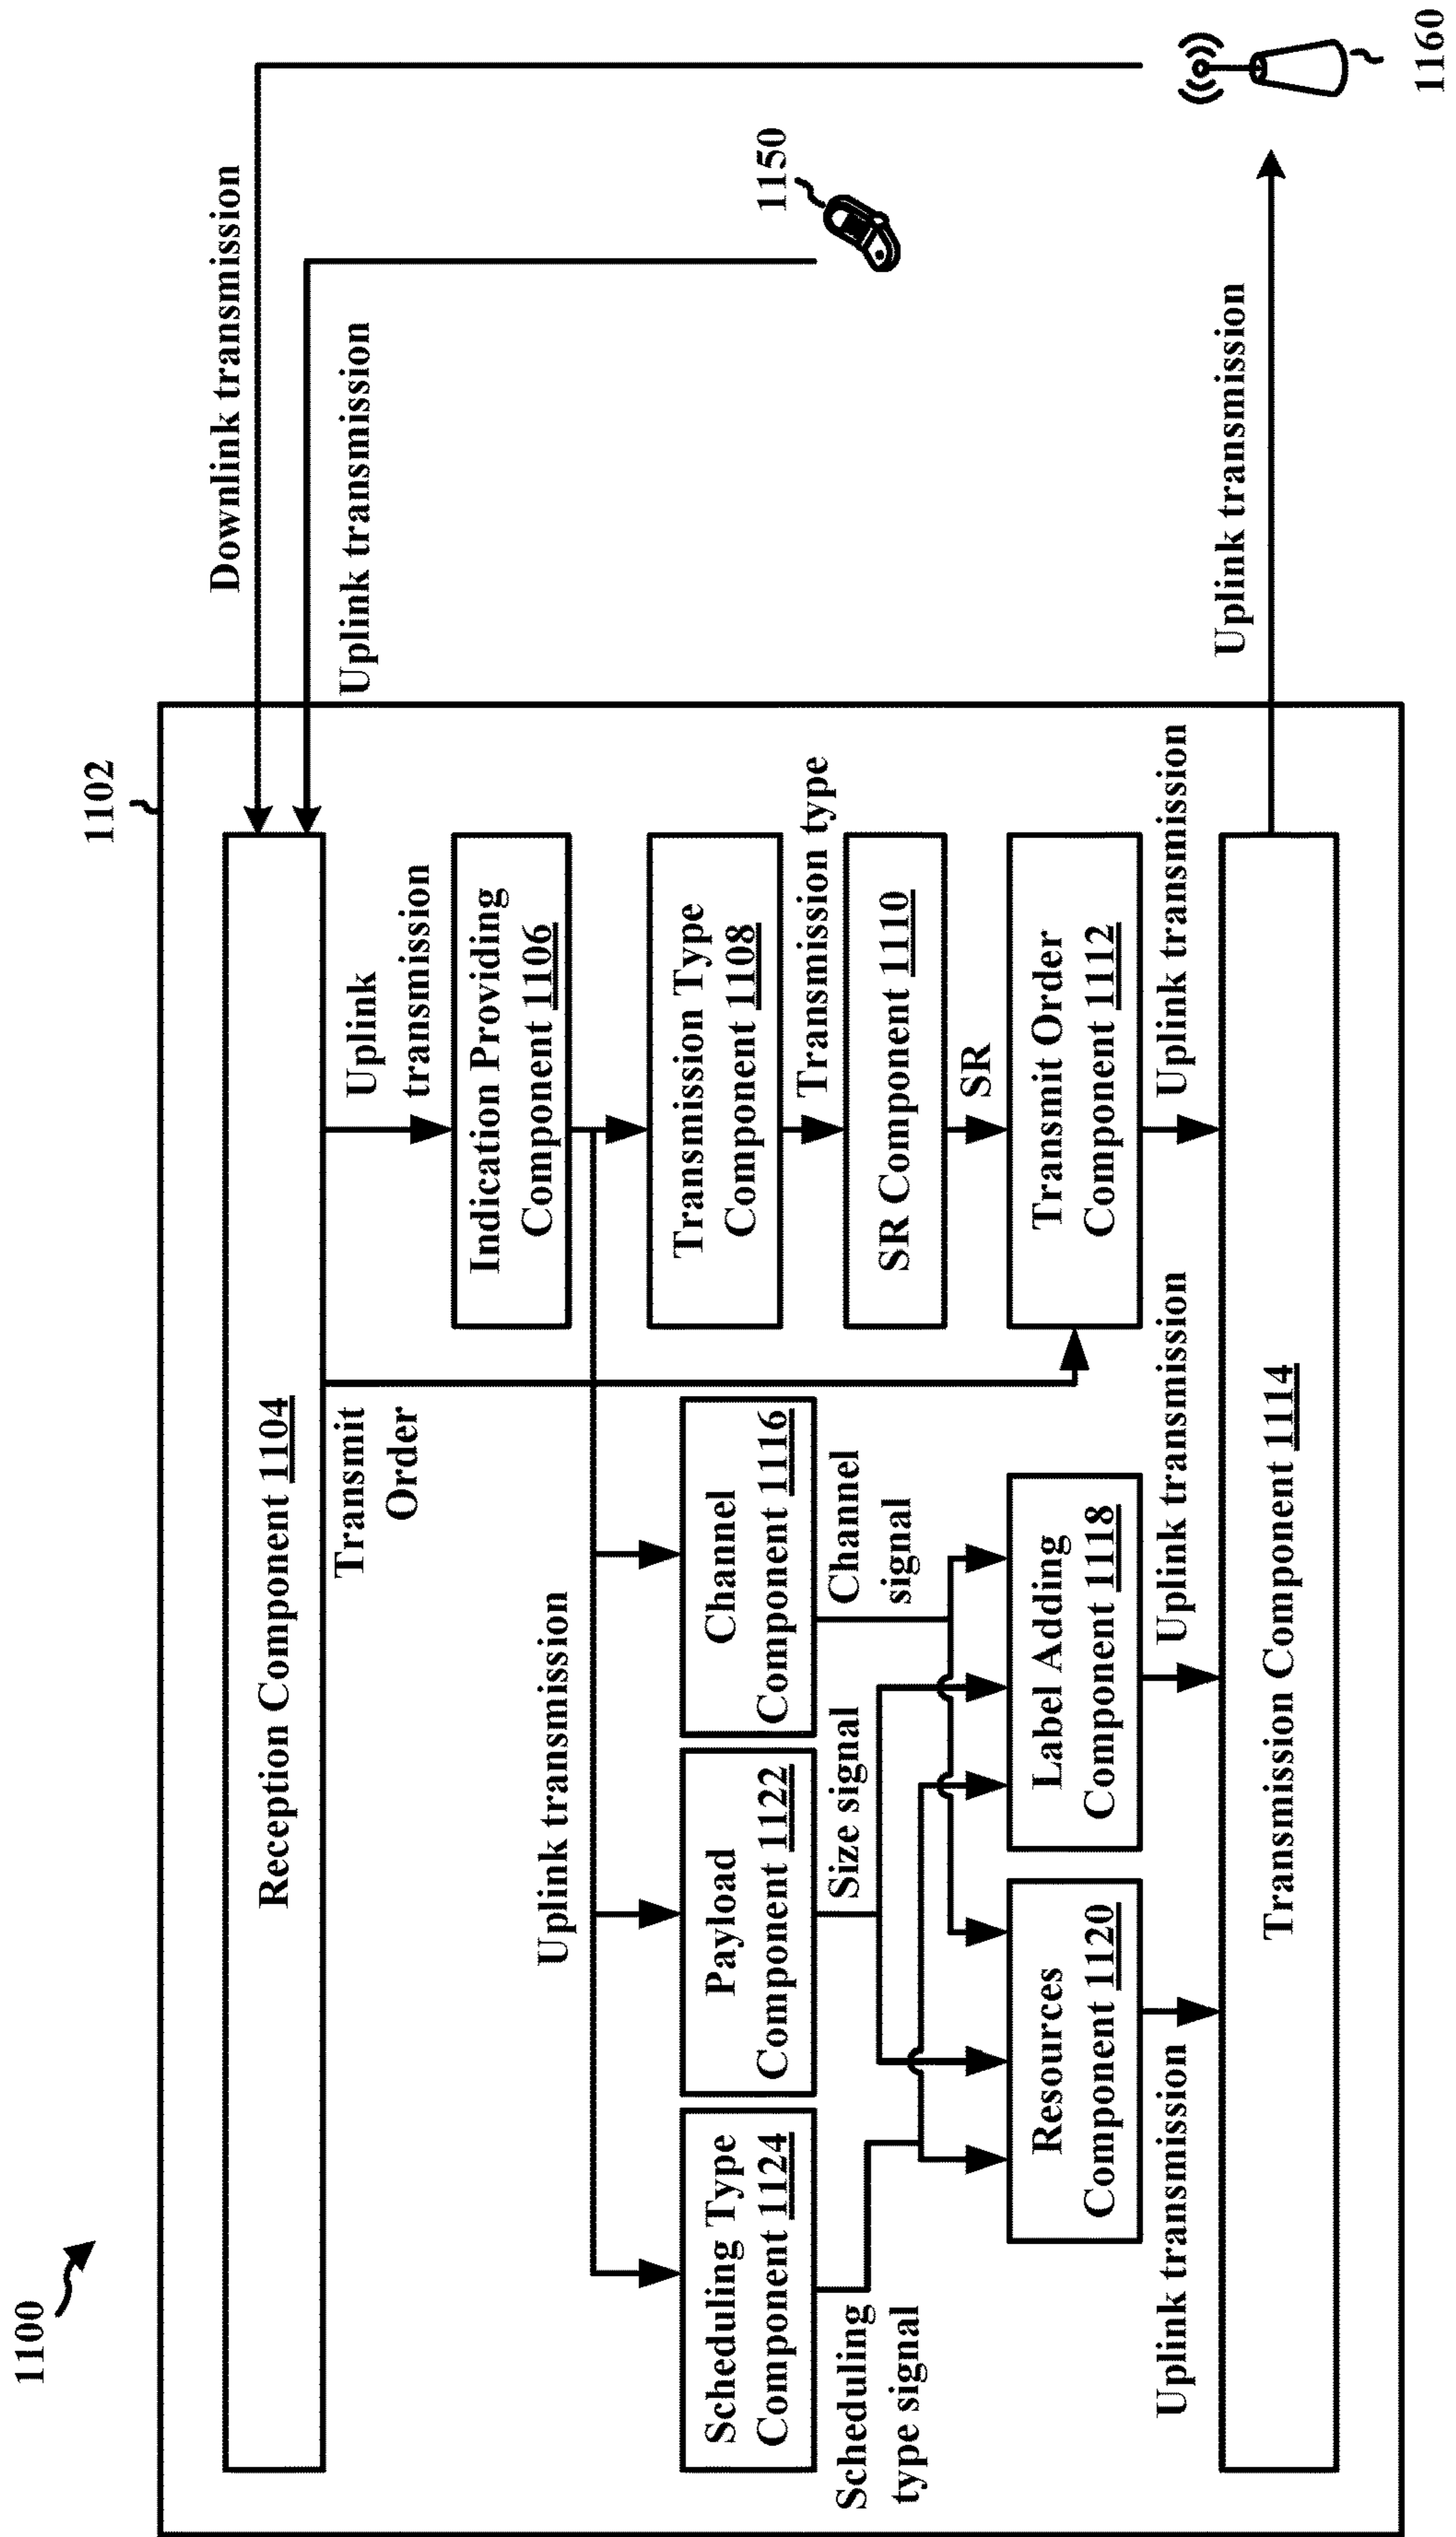 1100
1102
Reception Component 1104
Downlink transmission
Uplink transmission
1150
1160
Transmit
Order
Uplink
transmission
Indication Providing
Component 1106
Uplink transmission
Transmission Type
Component 1108
Transmission type
SR Component 1110
SR
Transmit Order
Component 1112
Uplink transmission
Scheduling Type
Component 1124
Payload
Component 1122
Channel
Component 1116
Scheduling
type signal
Size signal
Channel
signal
Resources
Component 1120
Label Adding
Component 1118
Uplink transmission
Uplink transmission
Transmission Component 1114
Uplink transmission